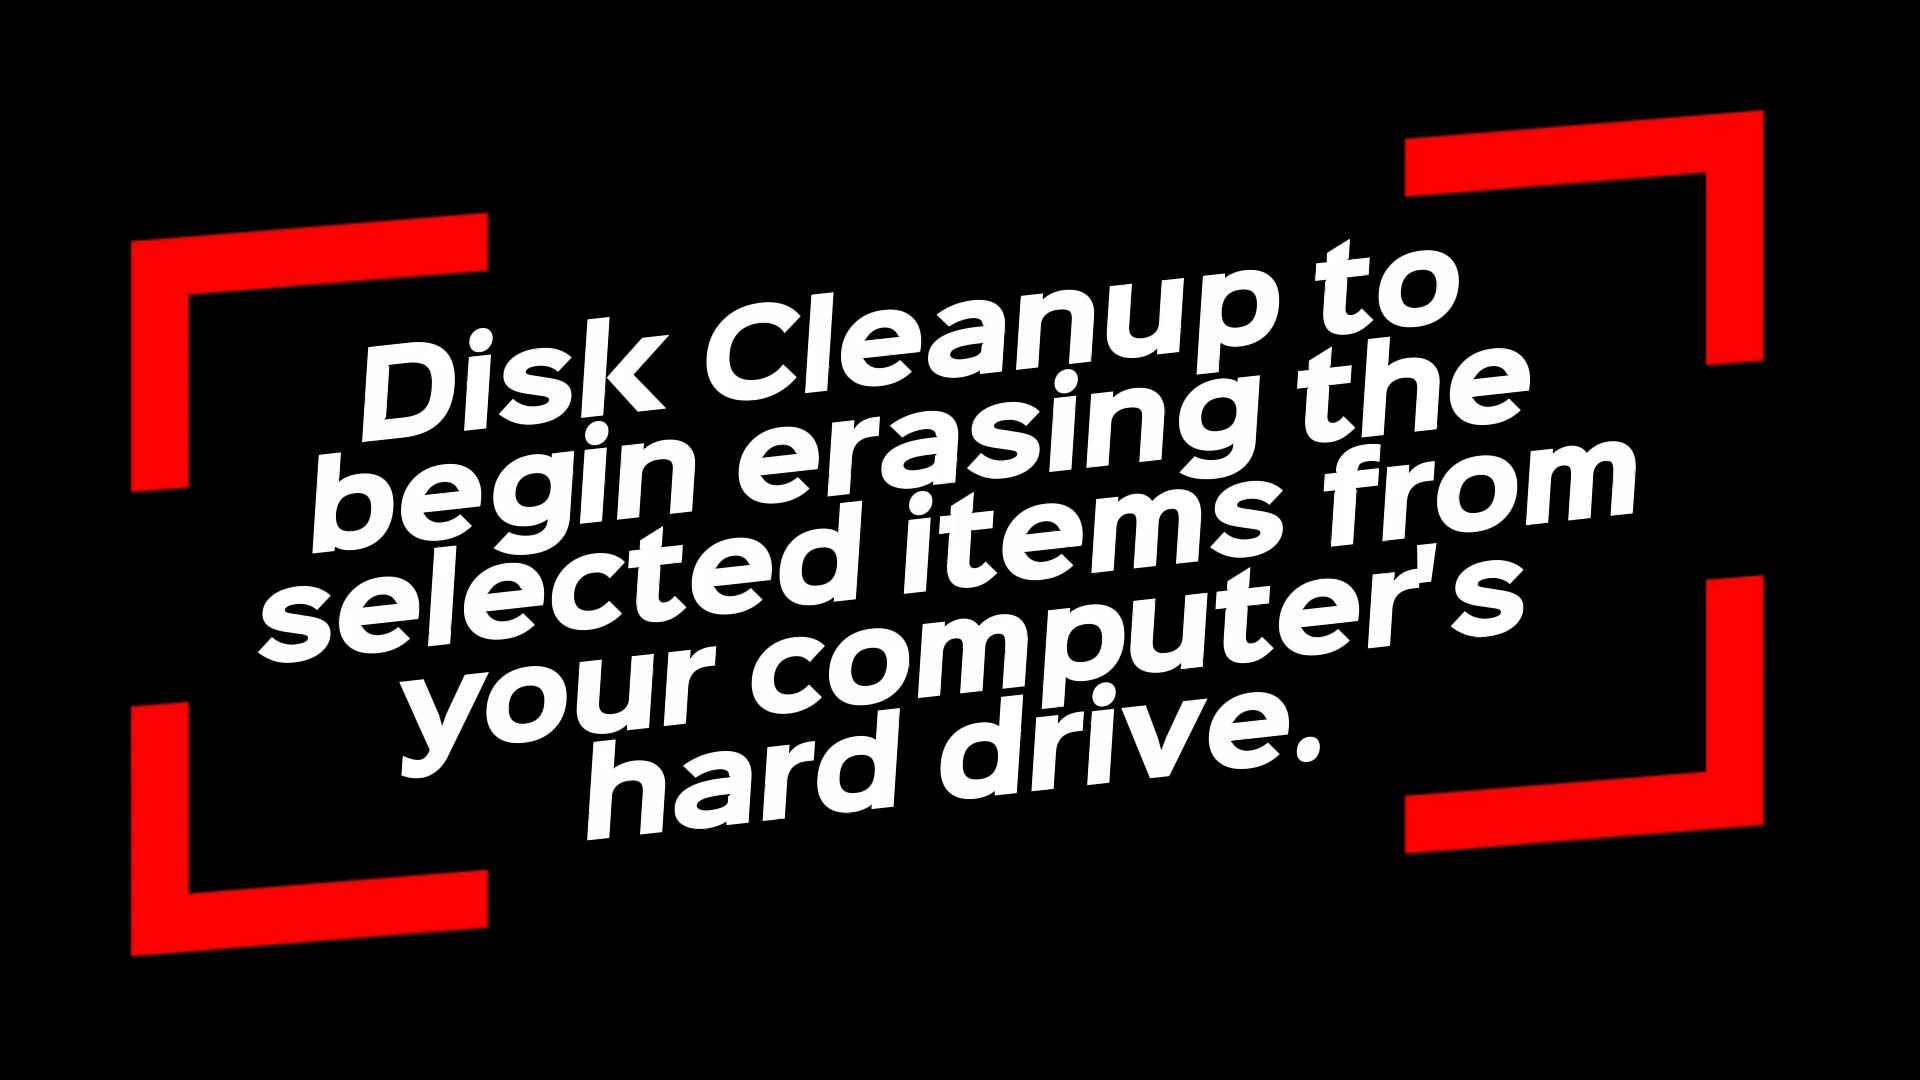 Disk Cleanup to
begin erasing the
selected items from
your computer's
hard drive.